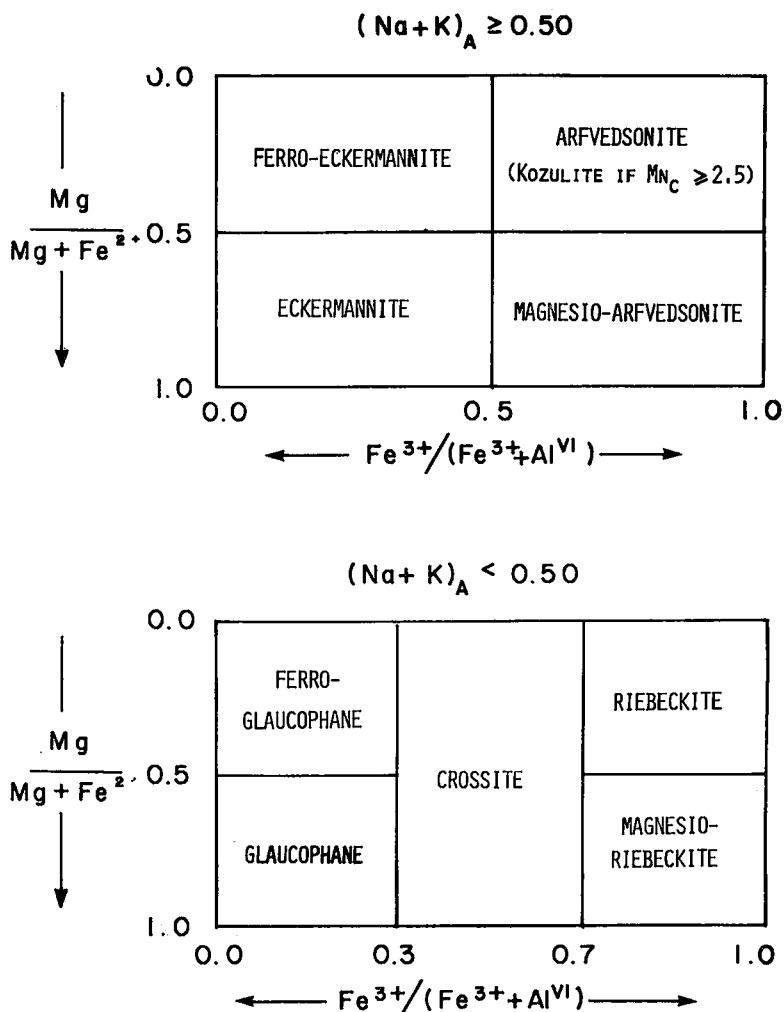 (Na+K)A ≥ 0.50
0.0
FERRO-ECKERMANNITE
ARFVEDSONITE
(KOZULITE IF MNC ⩾2.5)
Mg
Mg + Fe2+
0.5
ECKERMANNITE
MAGNESIO-ARFVEDSONITE
1.0
0.0
0.5
1.0
Fe3+/(Fe3++AlVI)
(Na+ K)A < 0.50
0.0
FERRO-
GLAUCOPHANE
RIEBECKITE
Mg
Mg + Fe2
0.5
CROSSITE
GLAUCOPHANE
MAGNESIO-
RIEBECKITE
1.0
0.0
0.3
0.7
1.0
Fe3+/(Fe3++AlVI)